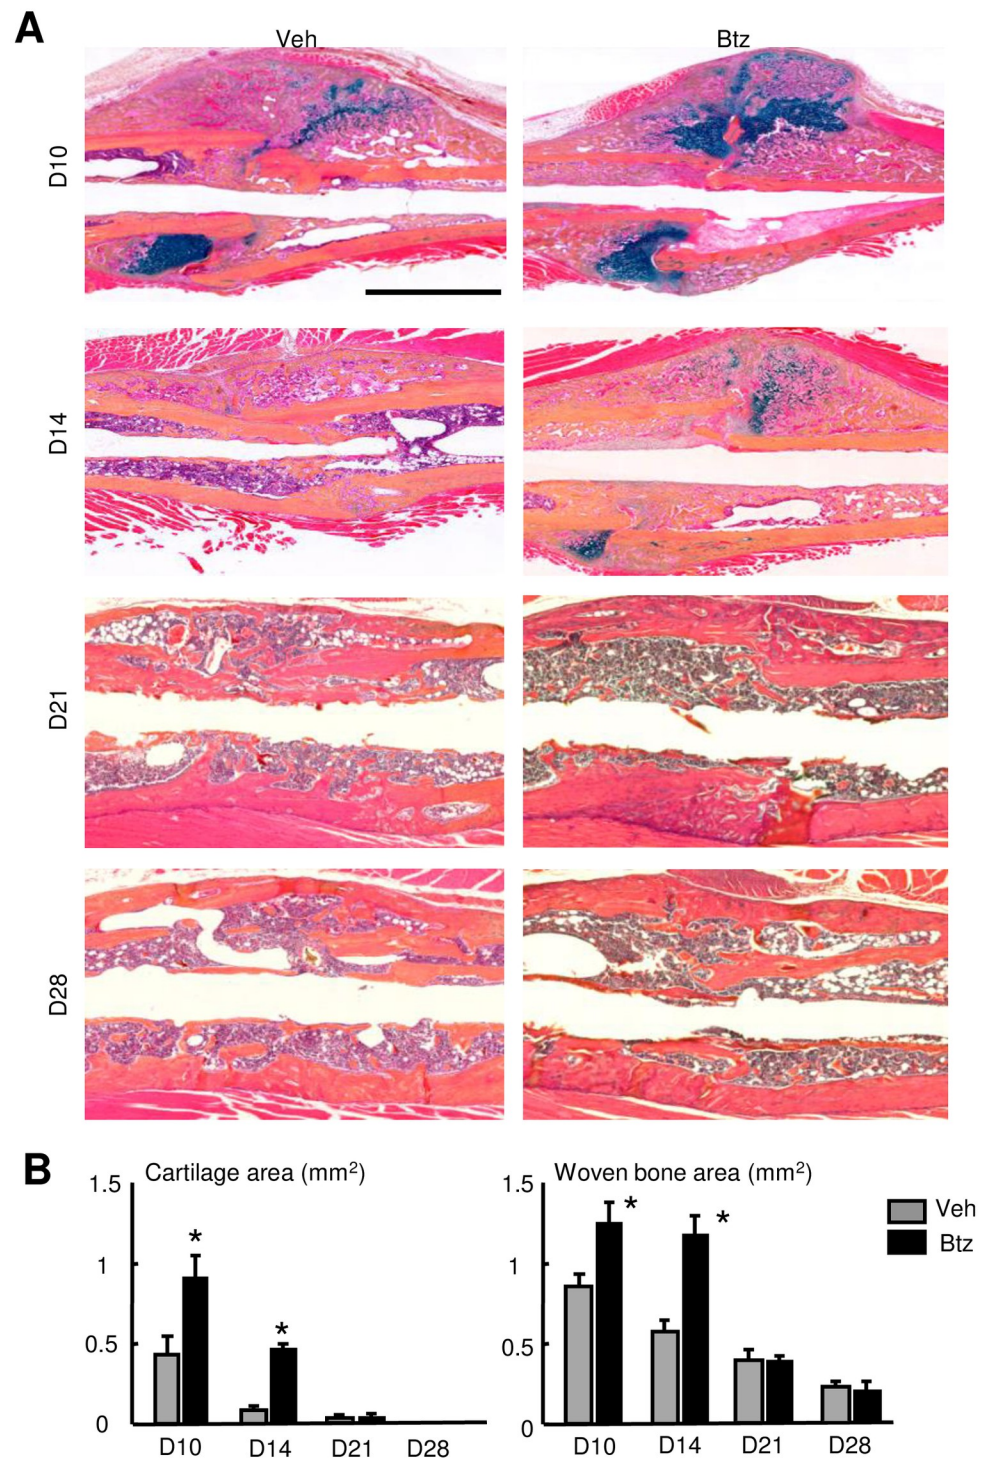 A
Veh
Btz
D10
D14
D21
D28
B
Cartilage area (mm²)
1.5
1
0.5
0
*
*
D10
D14
D21
D28
Woven bone area (mm²)
1.5
1
0.5
0
*
*
D10
D14
D21
D28
Veh
Btz